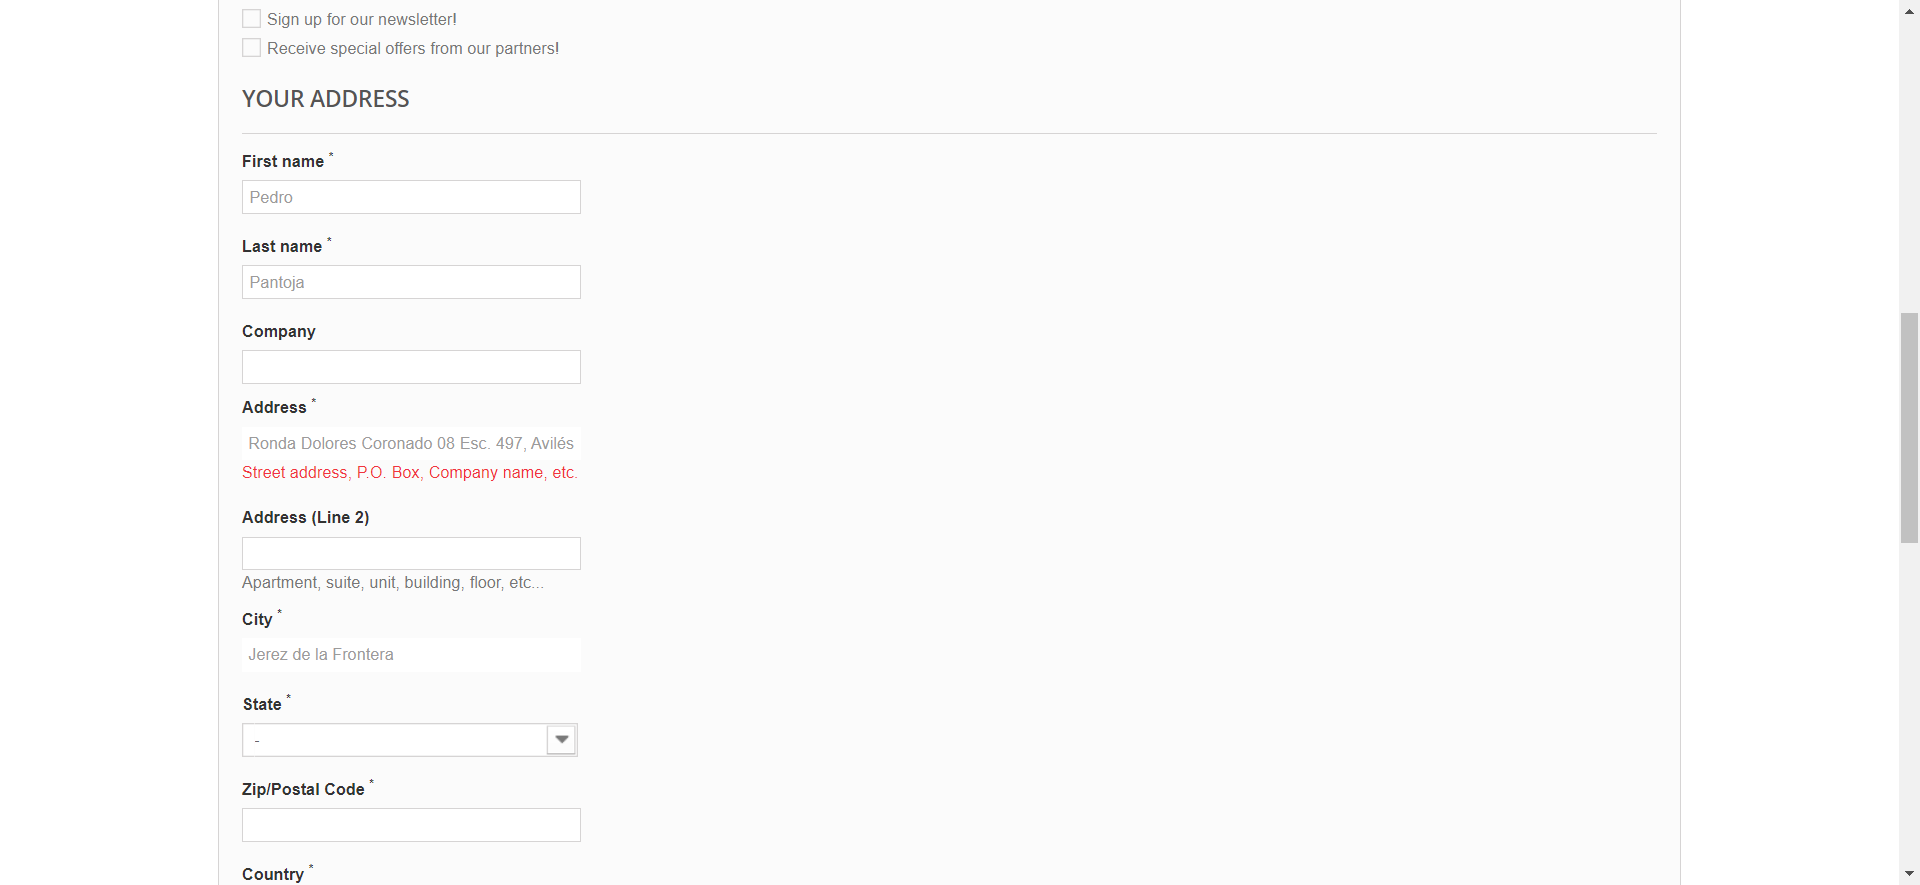 Sign up for our newsletter!
Receive special offers from our partners!
YOUR ADDRESS
First name *
Pedro
Last name *
Pantoja
Company
Address *
Ronda Dolores Coronado 08 Esc. 497, Avilés
Street address, P.O. Box, Company name, etc.
Address (Line 2)
Apartment, suite, unit, building, floor, etc...
City *
Jerez de la Frontera
State *
-
Zip/Postal Code *
Country *